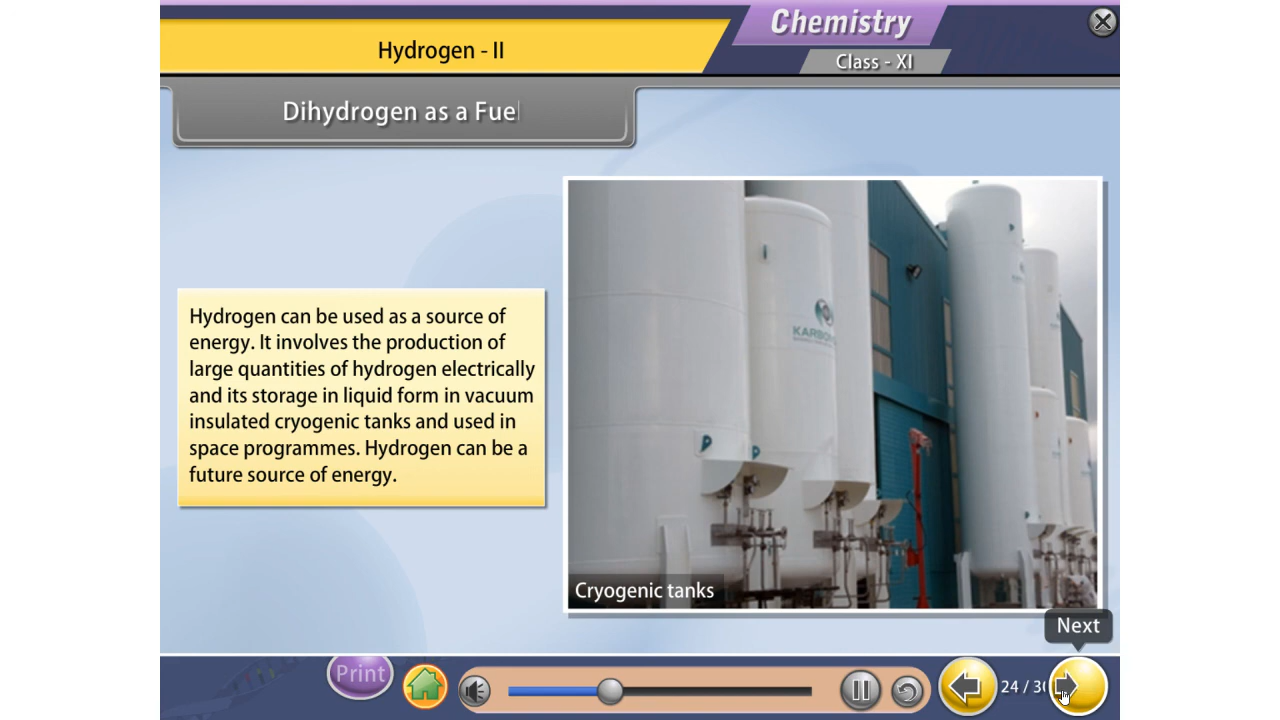 Chemistry
Hydrogen - II
Class - XI
Dihydrogen as a Fue
Hydrogen can be used as a source of
energy. It involves the production of
large quantities of hydrogen electrically
and its storage in liquid form in vacuum
insulated cryogenic tanks and used in
space programmes. Hydrogen can be a
future source of energy.
Cryogenic tanks
Next
Print
24 / 30